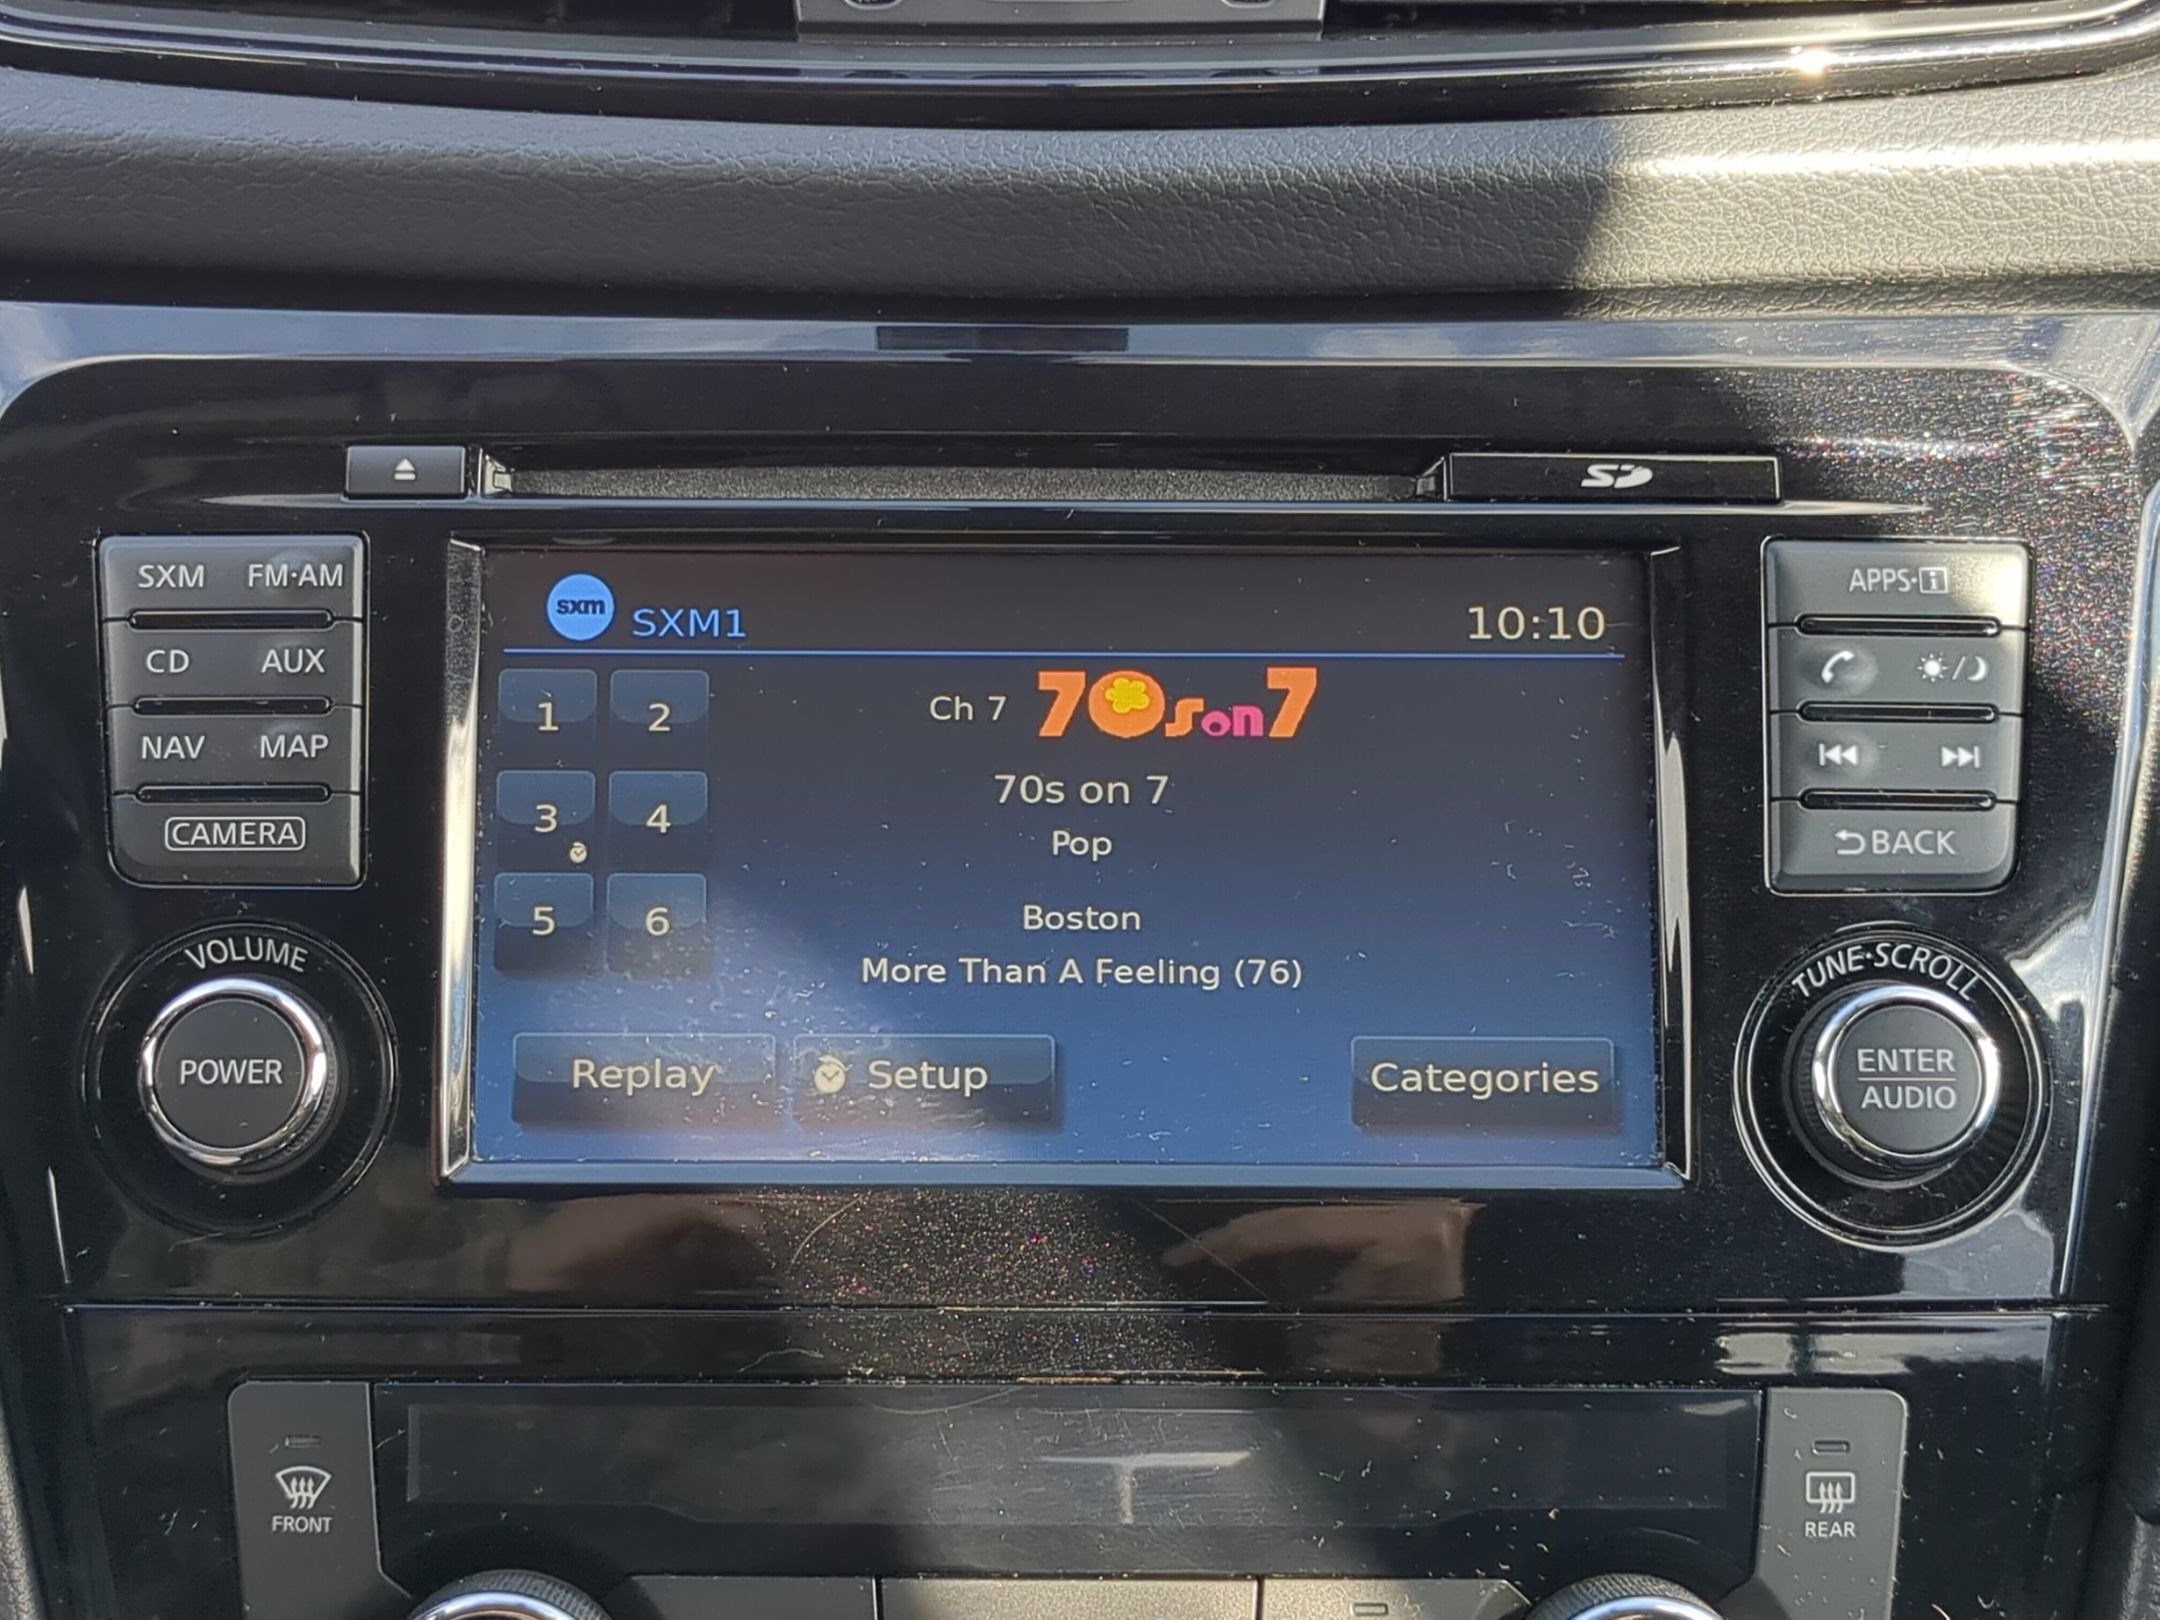 SD
SXM FM·AM
CD AUX
NAV MAP
CAMERA
VOLUME
POWER
sxm SXM1 10:10
1 2
3 4
5 6
Ch 7 70s on 7
70s on 7
Pop
Boston
More Than A Feeling (76)
Replay Setup Categories
APPS·i
BACK
TUNE·SCROLL
ENTER
AUDIO
FRONT
REAR